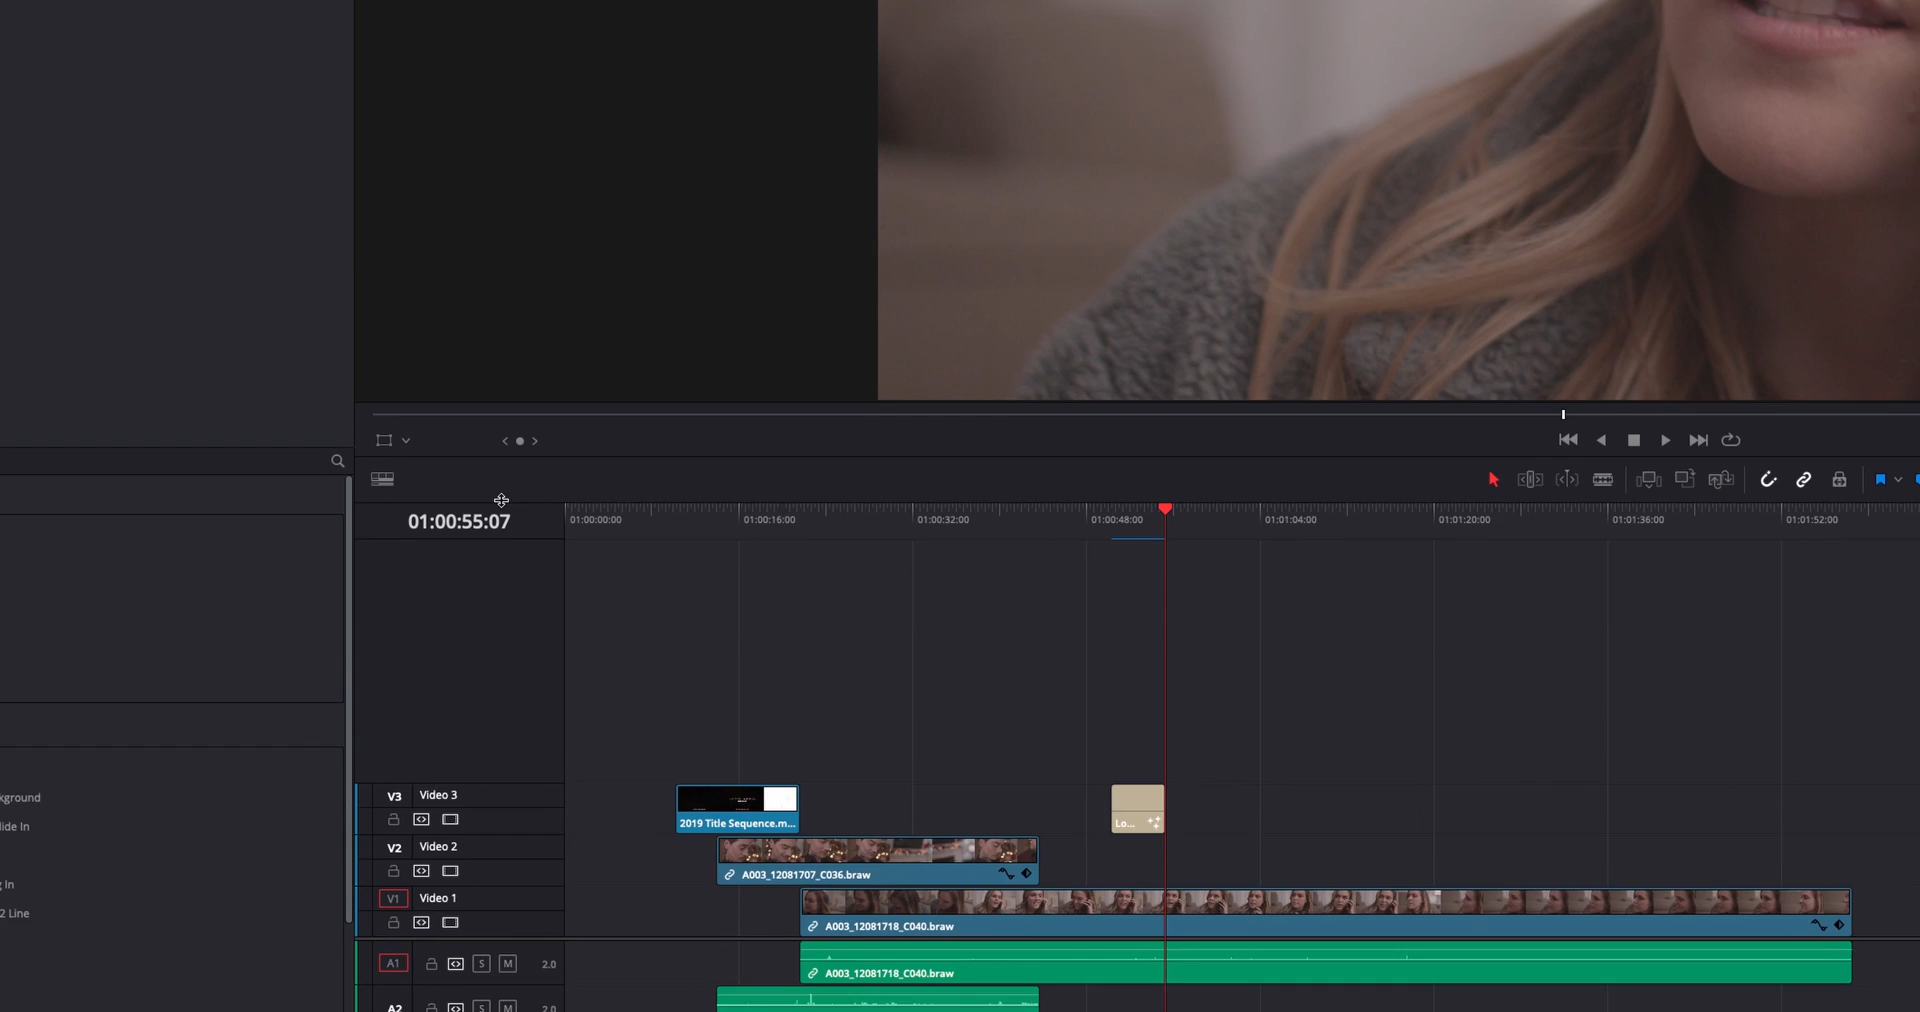 01:00:55:07
01:00:00:00 01:00:16:00 01:00:32:00 01:00:48:00 01:01:04:00 01:01:20:00 01:01:36:00 01:01:52:00
kground
lide In
g In
2 Line
V3 Video 3
2019 Title Sequence.m...
Lo...
V2 Video 2
A003_12081707_C036.braw
V1 Video 1
A003_12081718_C040.braw
A1 S M 2.0
A003_12081718_C040.braw
A2 S M 2.0